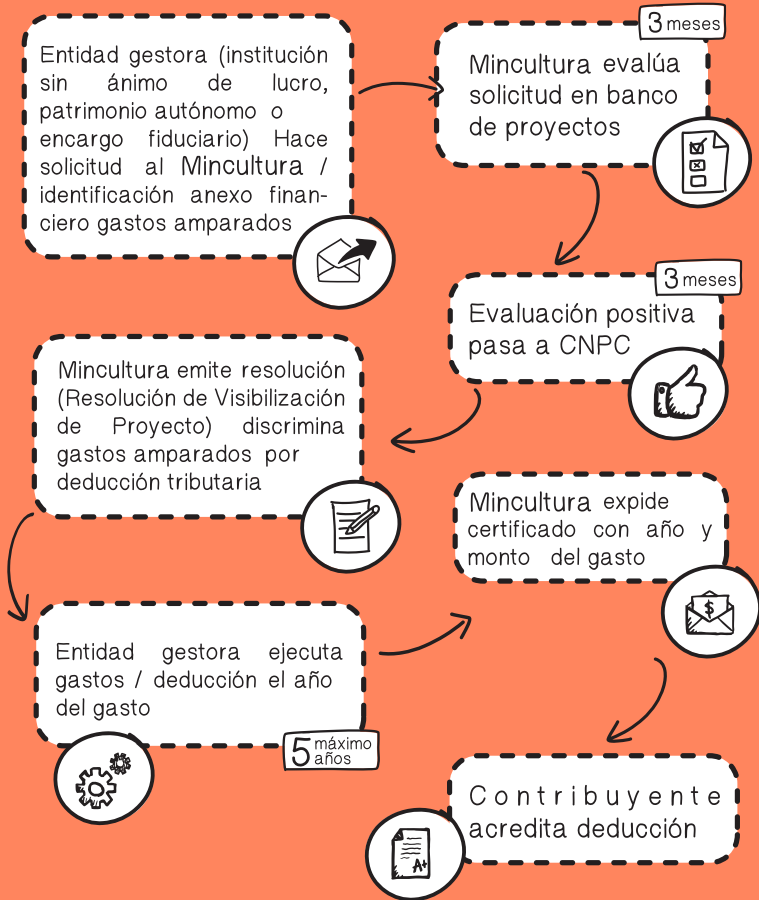 Entidad gestora (institución
sin ánimo de lucro,
patrimonio autónomo o
encargo fiduciario) Hace
solicitud al Mincultura /
identificación anexo finan-
ciero gastos amparados
3 meses
Mincultura evalúa
solicitud en banco
de proyectos
3 meses
Evaluación positiva
pasa a CNPC
Mincultura emite resolución
(Resolución de Visibilización
de Proyecto) discrimina
gastos amparados por
deducción tributaria
Entidad gestora ejecuta
gastos / deducción el año
del gasto
5 máximo
años
Mincultura expide
certificado con año y
monto del gasto
$
Contribuyente
acredita deducción
A+